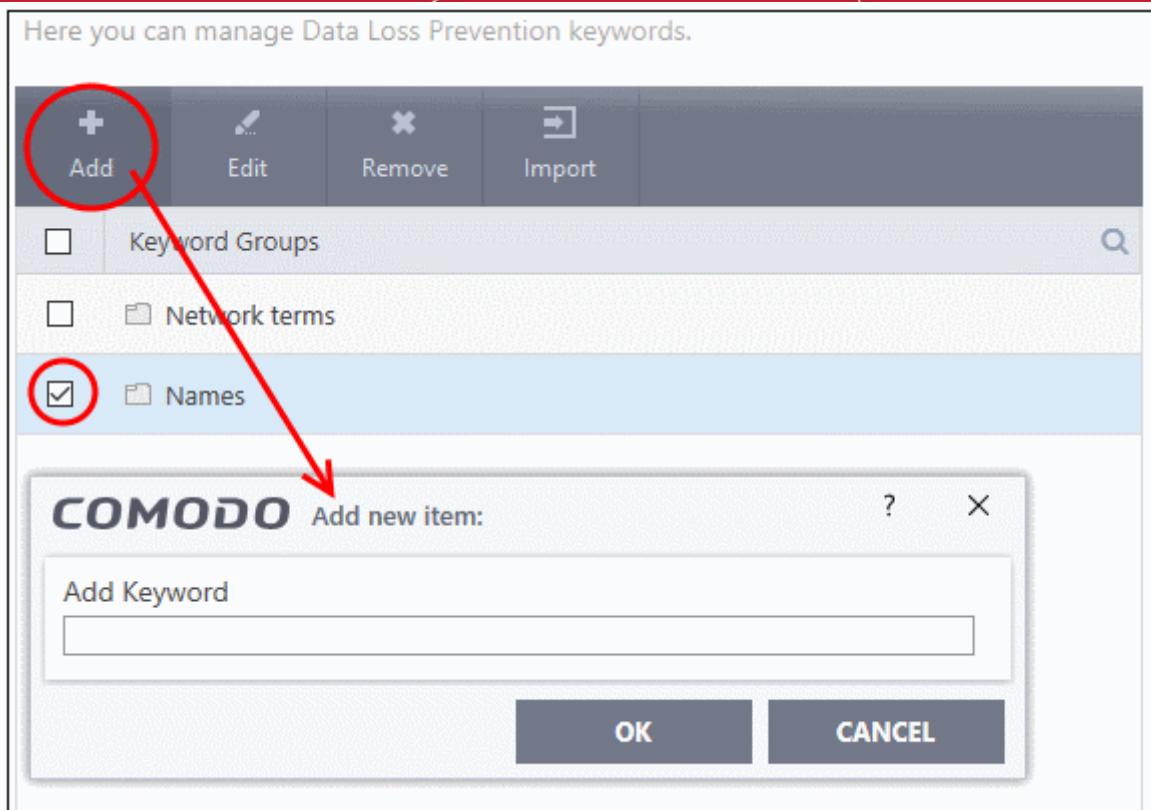 Here you can manage Data Loss Prevention keywords.
Add Edit Remove Import
Keyword Groups
Network terms
Names
COMODO Add new item: ?
Add Keyword
OK CANCEL